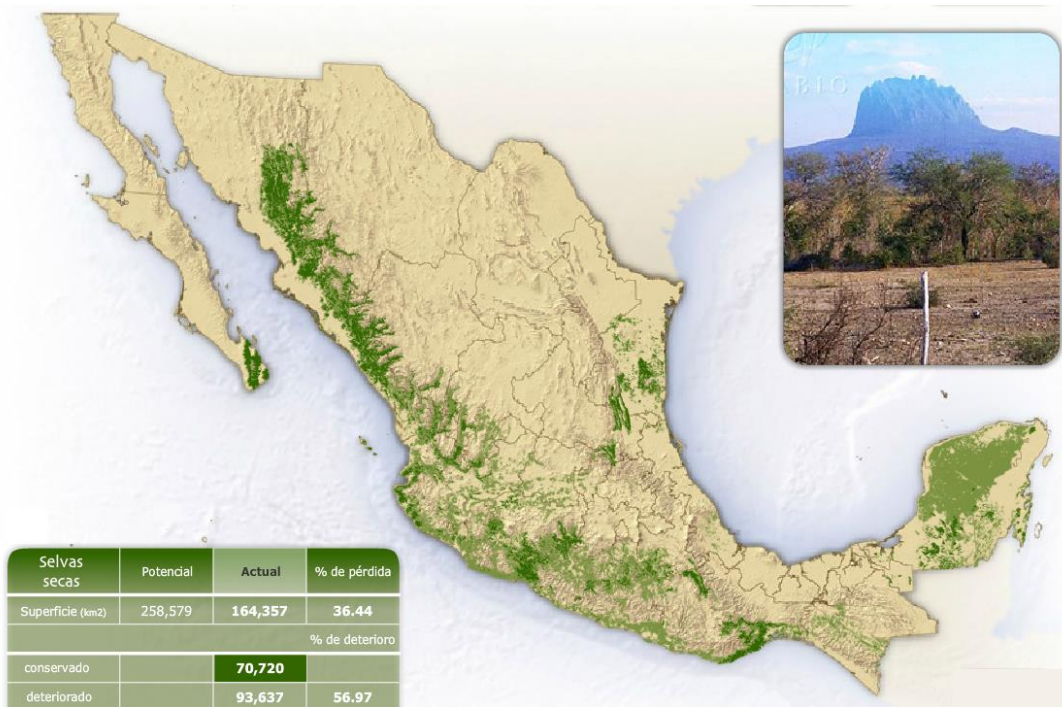 BIO
Selvas secas Potencial Actual % de pérdida
Superficie (km2) 258,579 164,357 36.44
% de deterioro
conservado 70,720
deteriorado 93,637 56.97